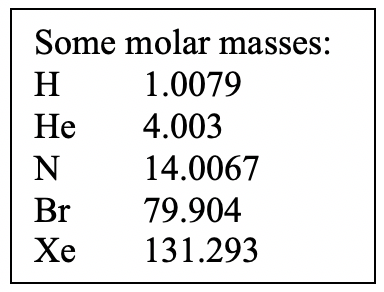 Some molar masses:
H 1.0079
He 4.003
N 14.0067
Br 79.904
Xe 131.293